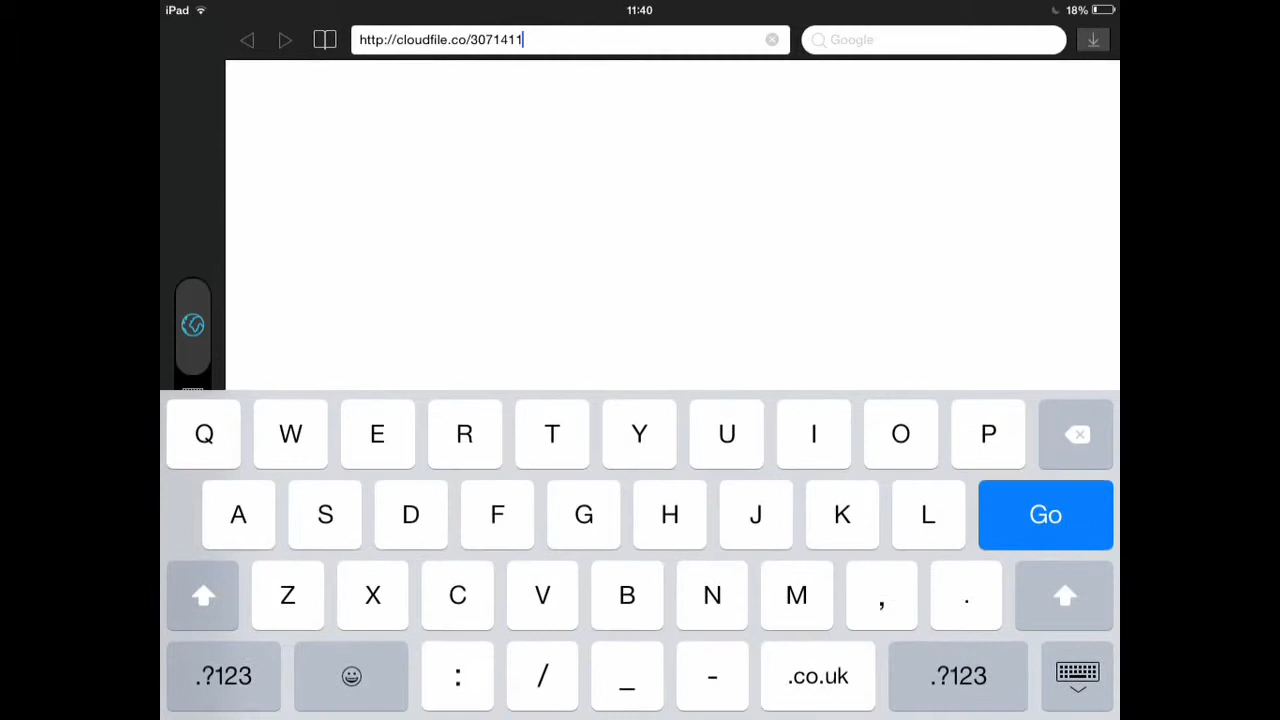 iPad 11:40 18%
http://cloudfile.co/3071411 Google
Q W E R T Y U I O P
A S D F G H J K L Go
Z X C V B N M , .
.?123 : / _ - .co.uk .?123